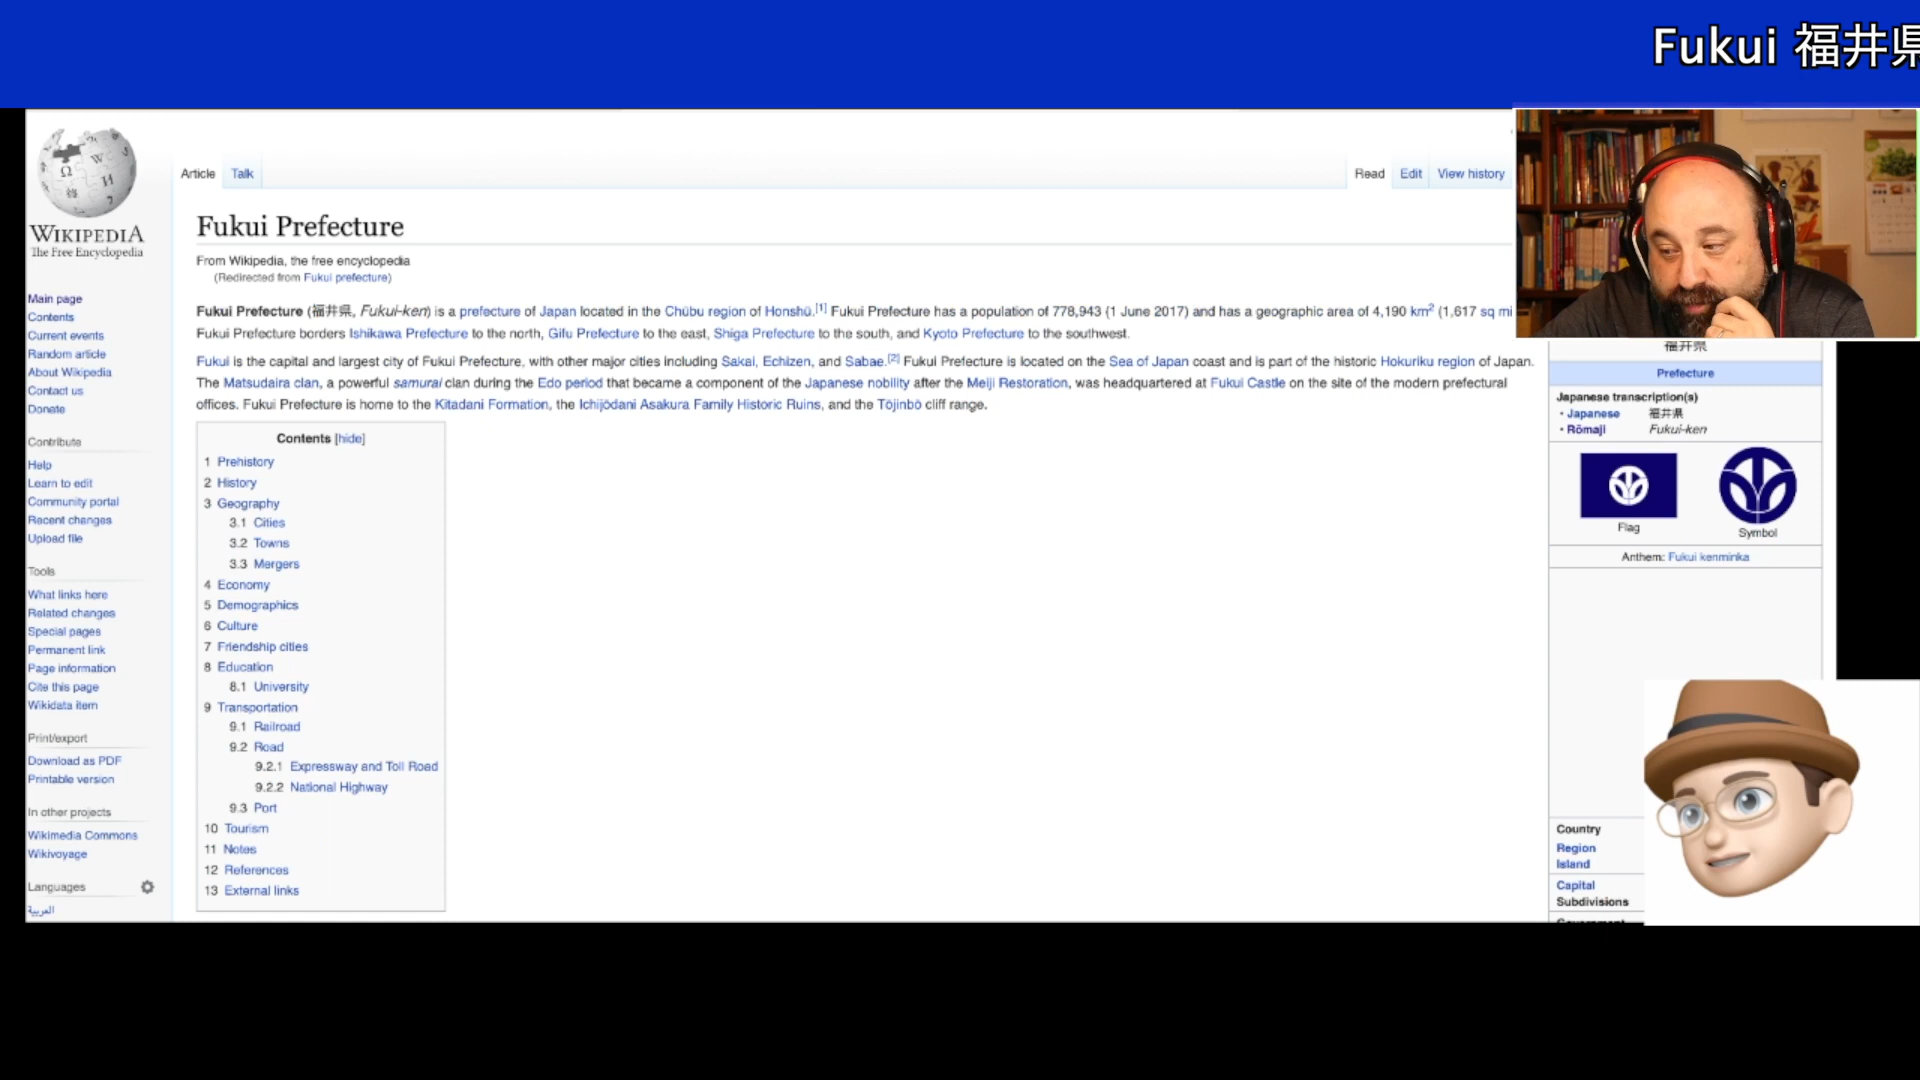 Fukui 福井県
WIKIPEDIA
The Free Encyclopedia
Main page
Contents
Current events
Random article
About Wikipedia
Contact us
Donate
Contribute
Help
Learn to edit
Community portal
Recent changes
Upload file
Tools
What links here
Related changes
Special pages
Permanent link
Page information
Cite this page
Wikidata item
Print/export
Download as PDF
Printable version
In other projects
Wikimedia Commons
Wikivoyage
Languages
العربية
Article Talk
Read Edit View history
Fukui Prefecture
From Wikipedia, the free encyclopedia
(Redirected from Fukui prefecture)
Fukui Prefecture (福井県, Fukui-ken) is a prefecture of Japan located in the Chūbu region of Honshū.[1] Fukui Prefecture has a population of 778,943 (1 June 2017) and has a geographic area of 4,190 km2 (1,617 sq mi
Fukui Prefecture borders Ishikawa Prefecture to the north, Gifu Prefecture to the east, Shiga Prefecture to the south, and Kyoto Prefecture to the southwest.
Fukui is the capital and largest city of Fukui Prefecture, with other major cities including Sakai, Echizen, and Sabae.[2] Fukui Prefecture is located on the Sea of Japan coast and is part of the historic Hokuriku region of Japan.
The Matsudaira clan, a powerful samurai clan during the Edo period that became a component of the Japanese nobility after the Meiji Restoration, was headquartered at Fukui Castle on the site of the modern prefectural
offices. Fukui Prefecture is home to the Kitadani Formation, the Ichijōdani Asakura Family Historic Ruins, and the Tōjinbō cliff range.
Contents [hide]
1 Prehistory
2 History
3 Geography
3.1 Cities
3.2 Towns
3.3 Mergers
4 Economy
5 Demographics
6 Culture
7 Friendship cities
8 Education
8.1 University
9 Transportation
9.1 Railroad
9.2 Road
9.2.1 Expressway and Toll Road
9.2.2 National Highway
9.3 Port
10 Tourism
11 Notes
12 References
13 External links
福井県
Prefecture
Japanese transcription(s)
• Japanese 福井県
• Rōmaji Fukui-ken
Flag
Symbol
Anthem: Fukui kenminka
Country
Region
Island
Capital
Subdivisions